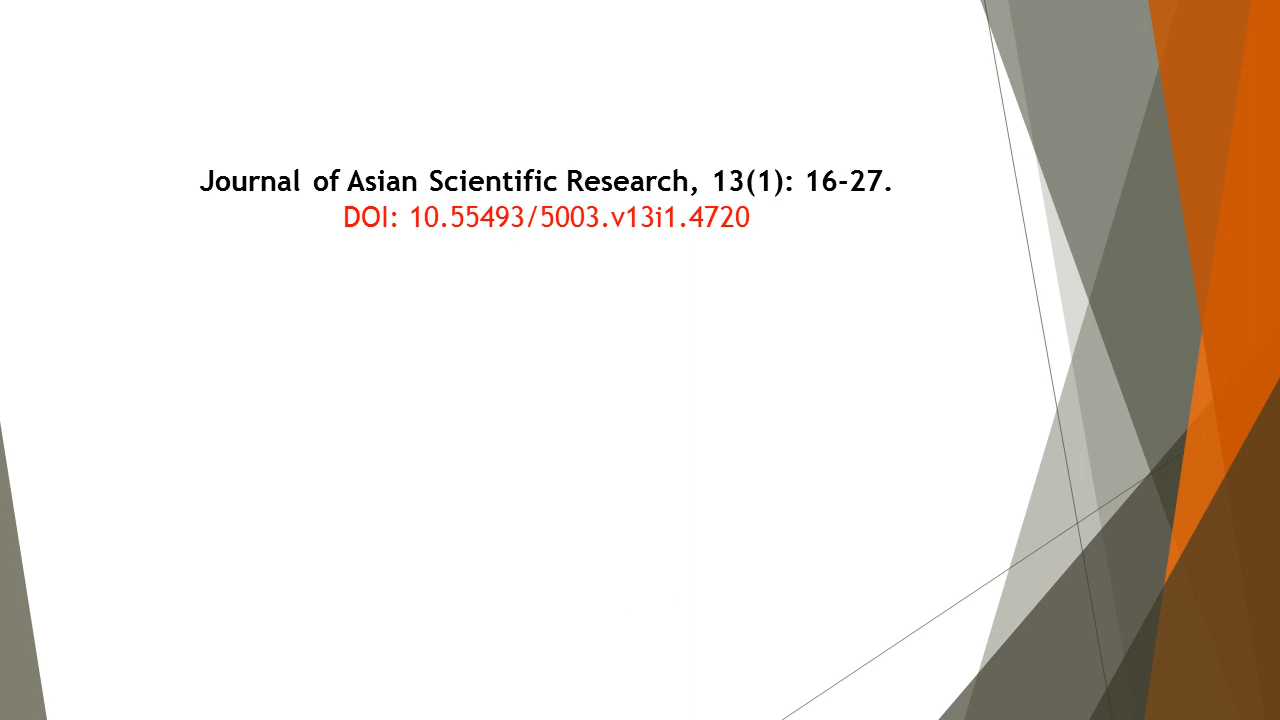 Journal of Asian Scientific Research, 13(1): 16-27.
DOI: 10.55493/5003.v13i1.4720